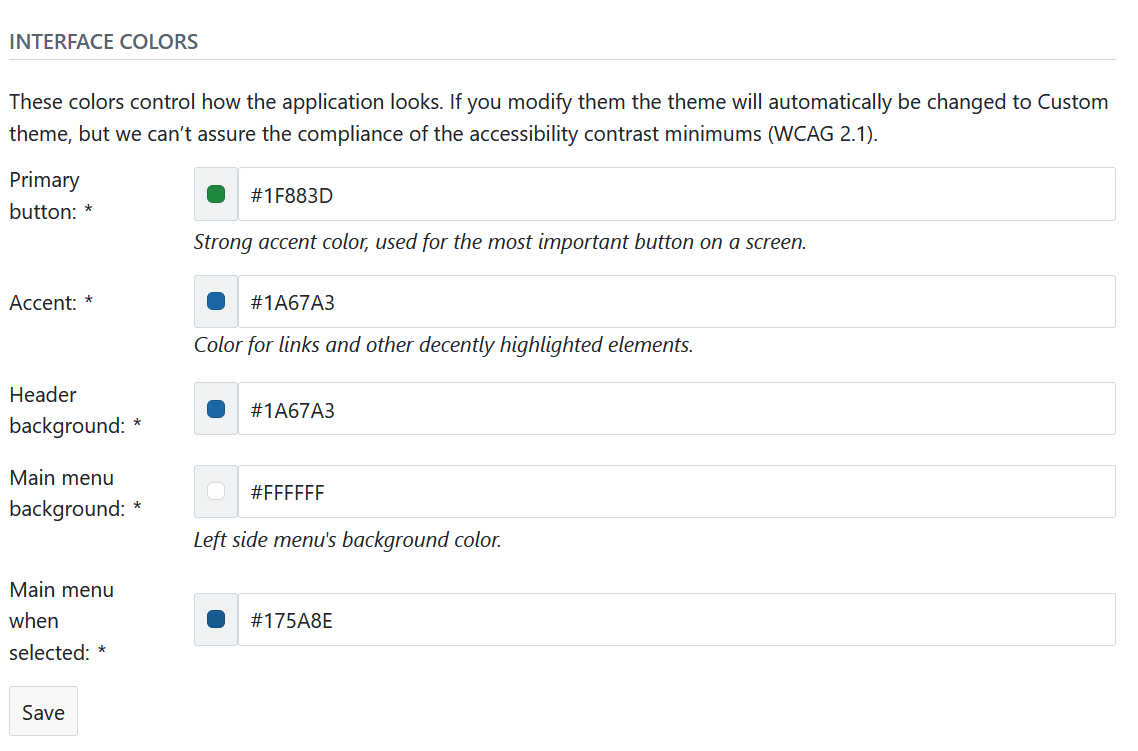 INTERFACE COLORS
These colors control how the application looks. If you modify them the theme will automatically be changed to Custom
theme, but we can’t assure the compliance of the accessibility contrast minimums (WCAG 2.1).
Primary
button: *
#1F883D
Strong accent color, used for the most important button on a screen.
Accent: *
#1A67A3
Color for links and other decently highlighted elements.
Header
background: *
#1A67A3
Main menu
background: *
#FFFFFF
Left side menu's background color.
Main menu
when
selected: *
#175A8E
Save